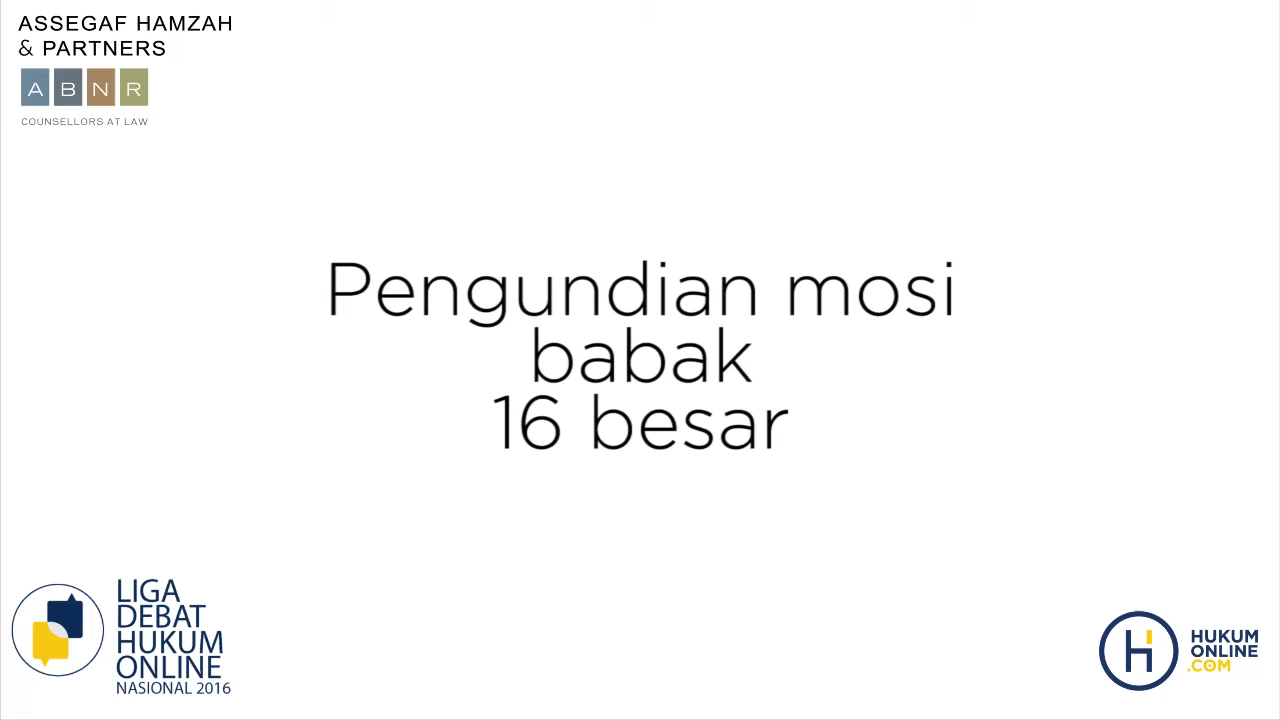 ASSEGAF HAMZAH
& PARTNERS
A B N R
COUNSELLORS AT LAW
Pengundian mosi
babak
16 besar
LIGA
DEBAT
HUKUM
ONLINE
NASIONAL 2016
H
HUKUM
ONLINE
.COM